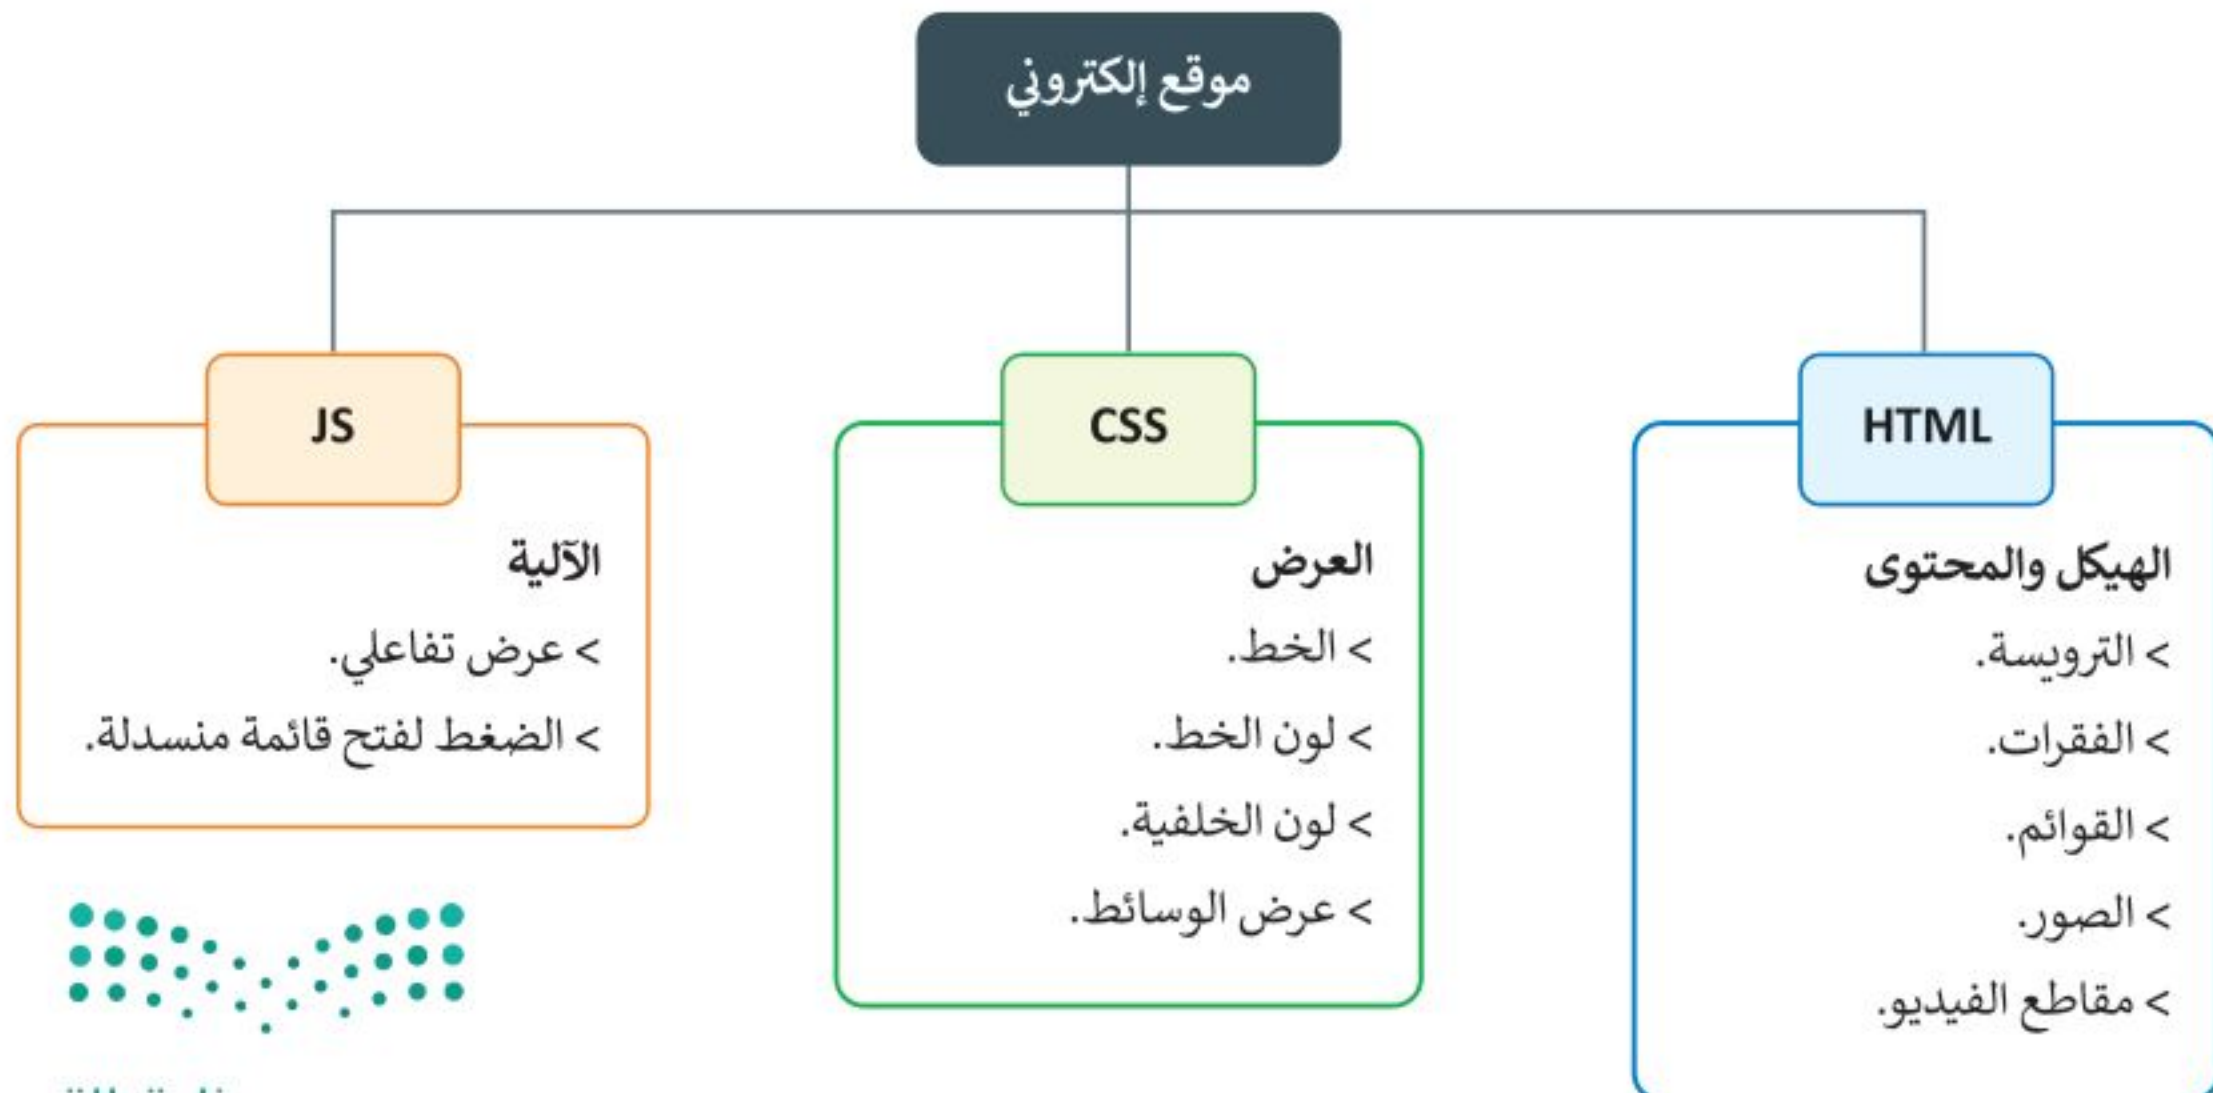 موقع إلكتروني
HTML
الهيكل والمحتوى
> الترويسة.
> الفقرات.
> القوائم.
> الصور.
> مقاطع الفيديو.
CSS
العرض
> الخط.
> لون الخط.
> لون الخلفية.
> عرض الوسائط.
JS
الآلية
> عرض تفاعلي.
> الضغط لفتح قائمة منسدلة.